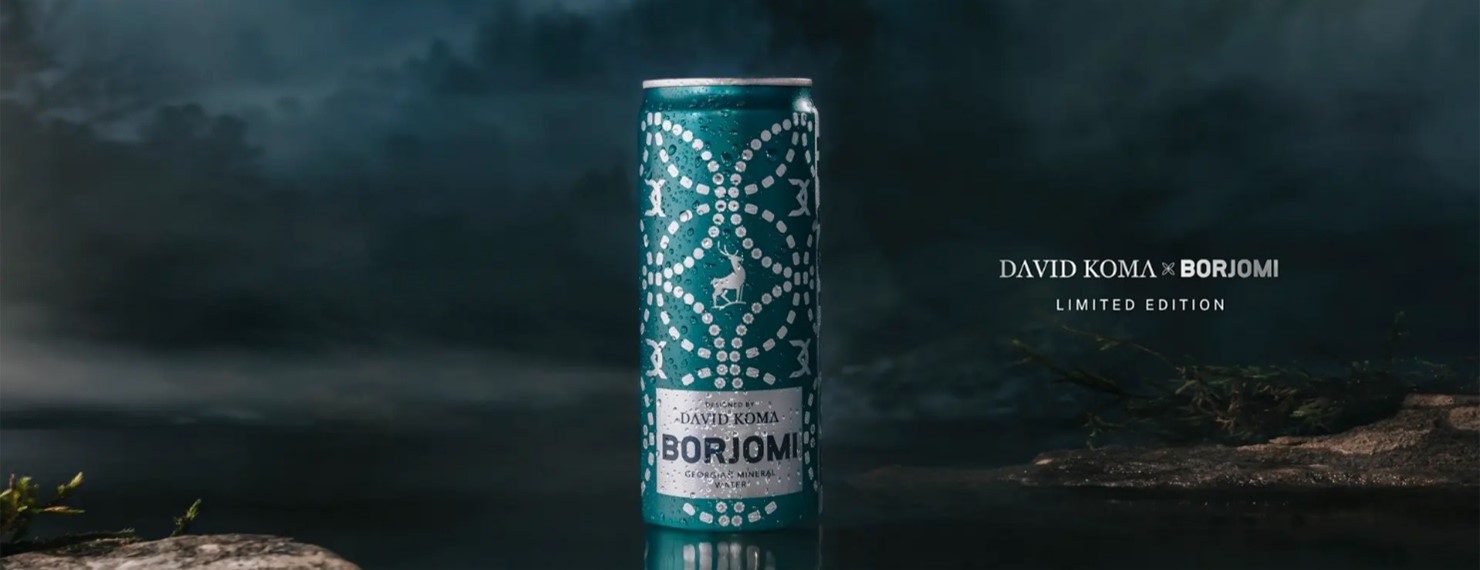 DESIGNED BY
DAVID KOMA
BORJOMI
GEORGIAN MINERAL
WATER
DAVID KOMA × BORJOMI
LIMITED EDITION